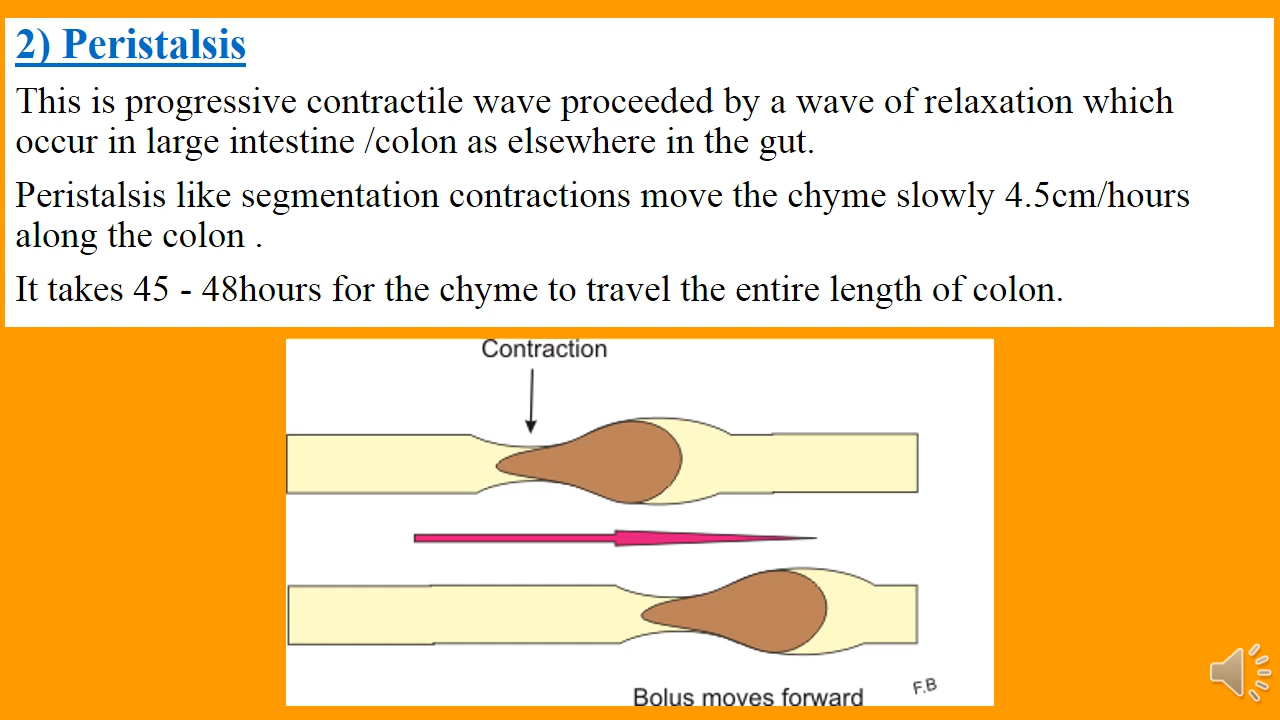 2) Peristalsis
This is progressive contractile wave proceeded by a wave of relaxation which
occur in large intestine /colon as elsewhere in the gut.
Peristalsis like segmentation contractions move the chyme slowly 4.5cm/hours
along the colon .
It takes 45 - 48hours for the chyme to travel the entire length of colon.
Contraction
Bolus moves forward
F.B